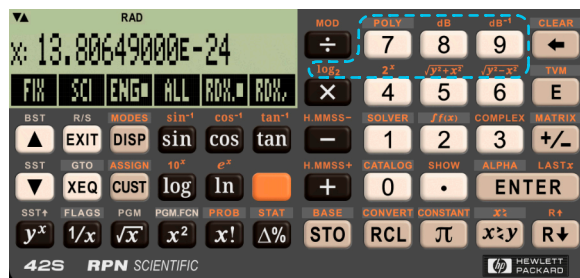 ▼▲ RAD
x: 13.80649000E-24
FIX SCI ENG▪ ALL RDX.▪ RDX,
MOD POLY dB dB⁻¹ CLEAR
÷ 7 8 9 ←
log₂ 2ˣ √y²+x² √y²−x² TVM
× 4 5 6 E
BST R/S MODES sin⁻¹ cos⁻¹ tan⁻¹ H.MMSS− SOLVER ∫f(x) COMPLEX MATRIX
▲ EXIT DISP sin cos tan − 1 2 3 +/−
SST GTO ASSIGN 10ˣ eˣ H.MMSS+ CATALOG SHOW ALPHA LASTx
▼ XEQ CUST log ln + 0 · ENTER
SST↑ FLAGS PGM PGM.FCN PROB STAT BASE CONVERT CONSTANT x: R↑
yˣ 1/x √x x² x! Δ% STO RCL π x≷y R↓
42S RPN SCIENTIFIC hp HEWLETT
PACKARD